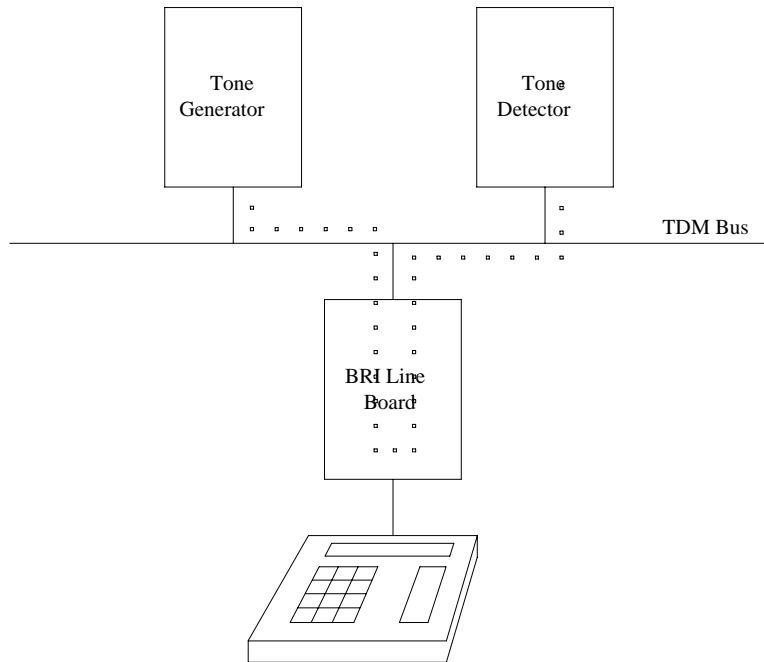 Tone
Generator
Tone
Detector
TDM Bus
BRI Line
Board